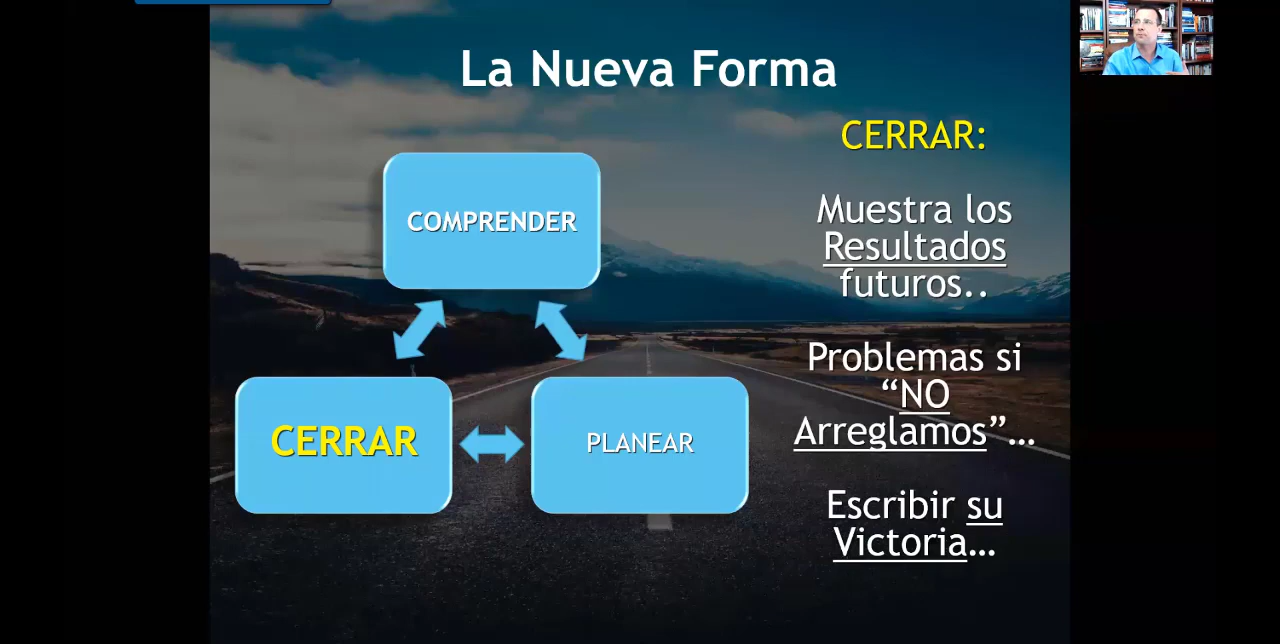 La Nueva Forma
COMPRENDER
CERRAR
PLANEAR
CERRAR:
Muestra los
Resultados
futuros..
Problemas si
“NO
Arreglamos”…
Escribir su
Victoria…